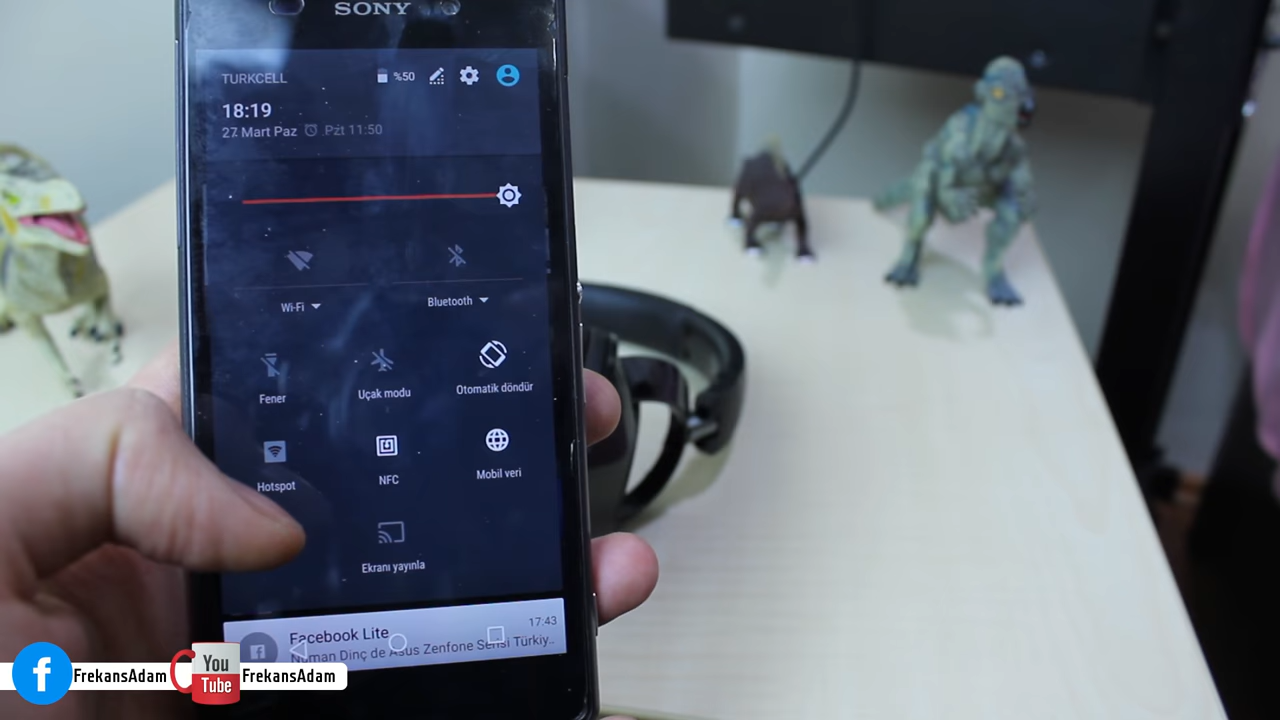 SONY
TURKCELL %50
18:19
27 Mart Paz Pzt 11:50
Wi-Fi Bluetooth
Fener Uçak modu Otomatik döndür
Hotspot NFC Mobil veri
Ekranı yayınla
Facebook Lite 17:43
Numan Dinç de Asus Zenfone Serisi Türkiy...
f FrekansAdam You Tube FrekansAdam